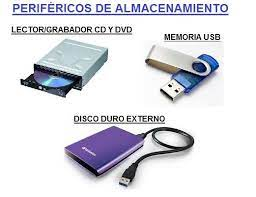 PERIFÉRICOS DE ALMACENAMIENTO
LECTOR/GRABADOR CD Y DVD
MEMORIA USB
DISCO DURO EXTERNO